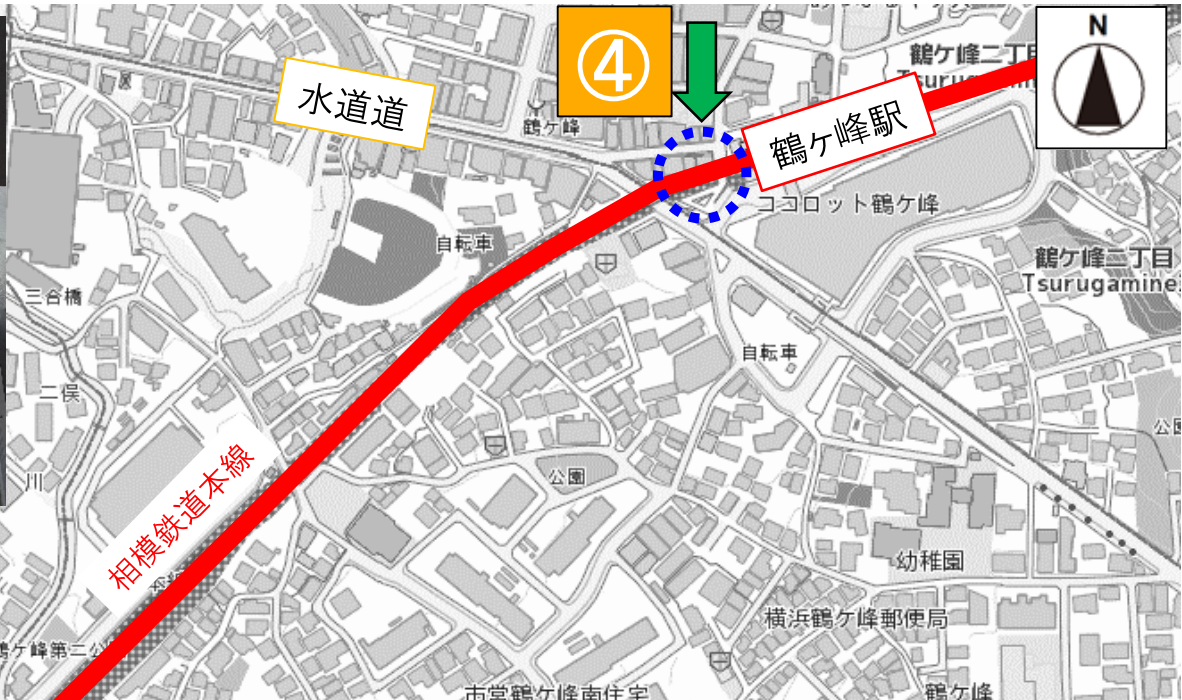 N
④
鶴ケ峰二丁目
水道道
鶴ケ峰
鶴ヶ峰駅
ココロット鶴ケ峰
自転車
鶴ケ峰二丁目
Tsurugamine
三合橋
自転車
二俣
川
公園
相模鉄道本線
公園
幼稚園
横浜鶴ケ峰郵便局
鶴ケ峰第二公
市営鶴ケ峰南住宅
鶴ケ峰